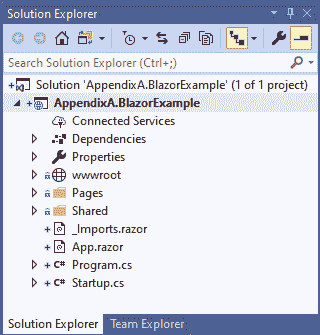 Solution Explorer
Search Solution Explorer (Ctrl+;)
Solution 'AppendixA.BlazorExample' (1 of 1 project)
AppendixA.BlazorExample
Connected Services
Dependencies
Properties
wwwroot
Pages
Shared
_Imports.razor
App.razor
C# Program.cs
C# Startup.cs
Solution Explorer Team Explorer